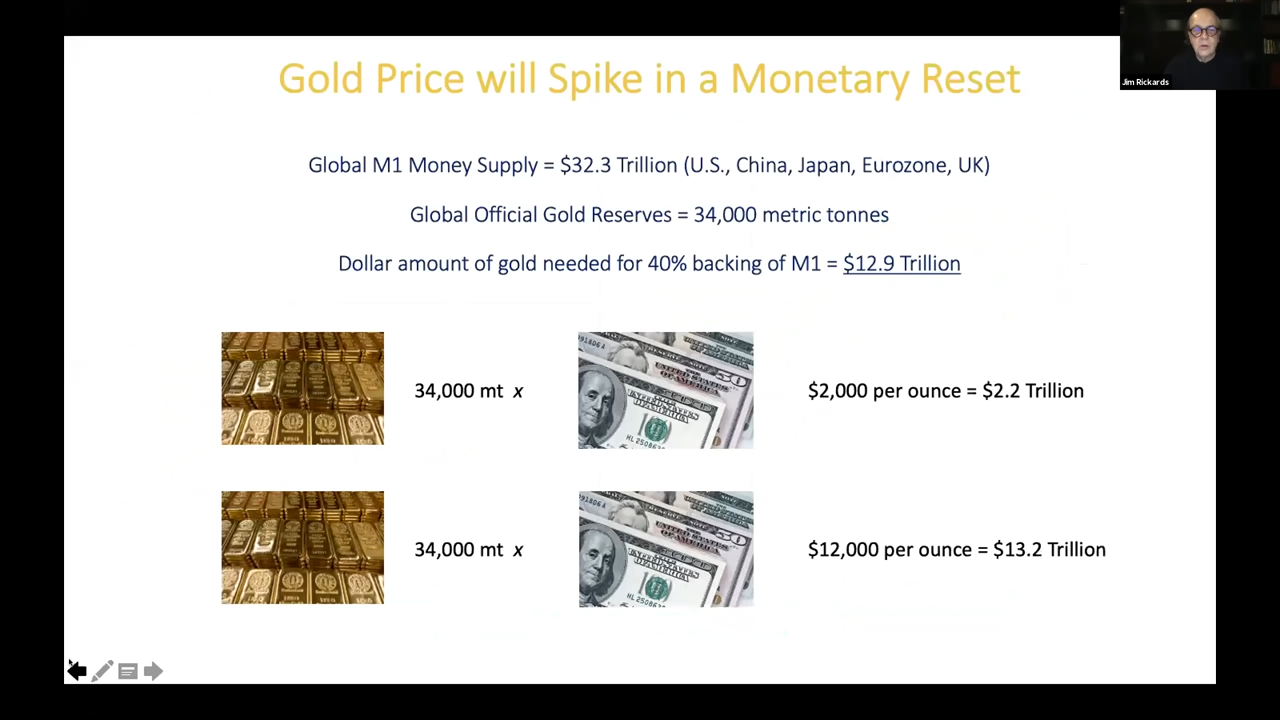 Jim Rickards
Gold Price will Spike in a Monetary Reset
Global M1 Money Supply = $32.3 Trillion (U.S., China, Japan, Eurozone, UK)
Global Official Gold Reserves = 34,000 metric tonnes
Dollar amount of gold needed for 40% backing of M1 = $12.9 Trillion
34,000 mt x
$2,000 per ounce = $2.2 Trillion
34,000 mt x
$12,000 per ounce = $13.2 Trillion